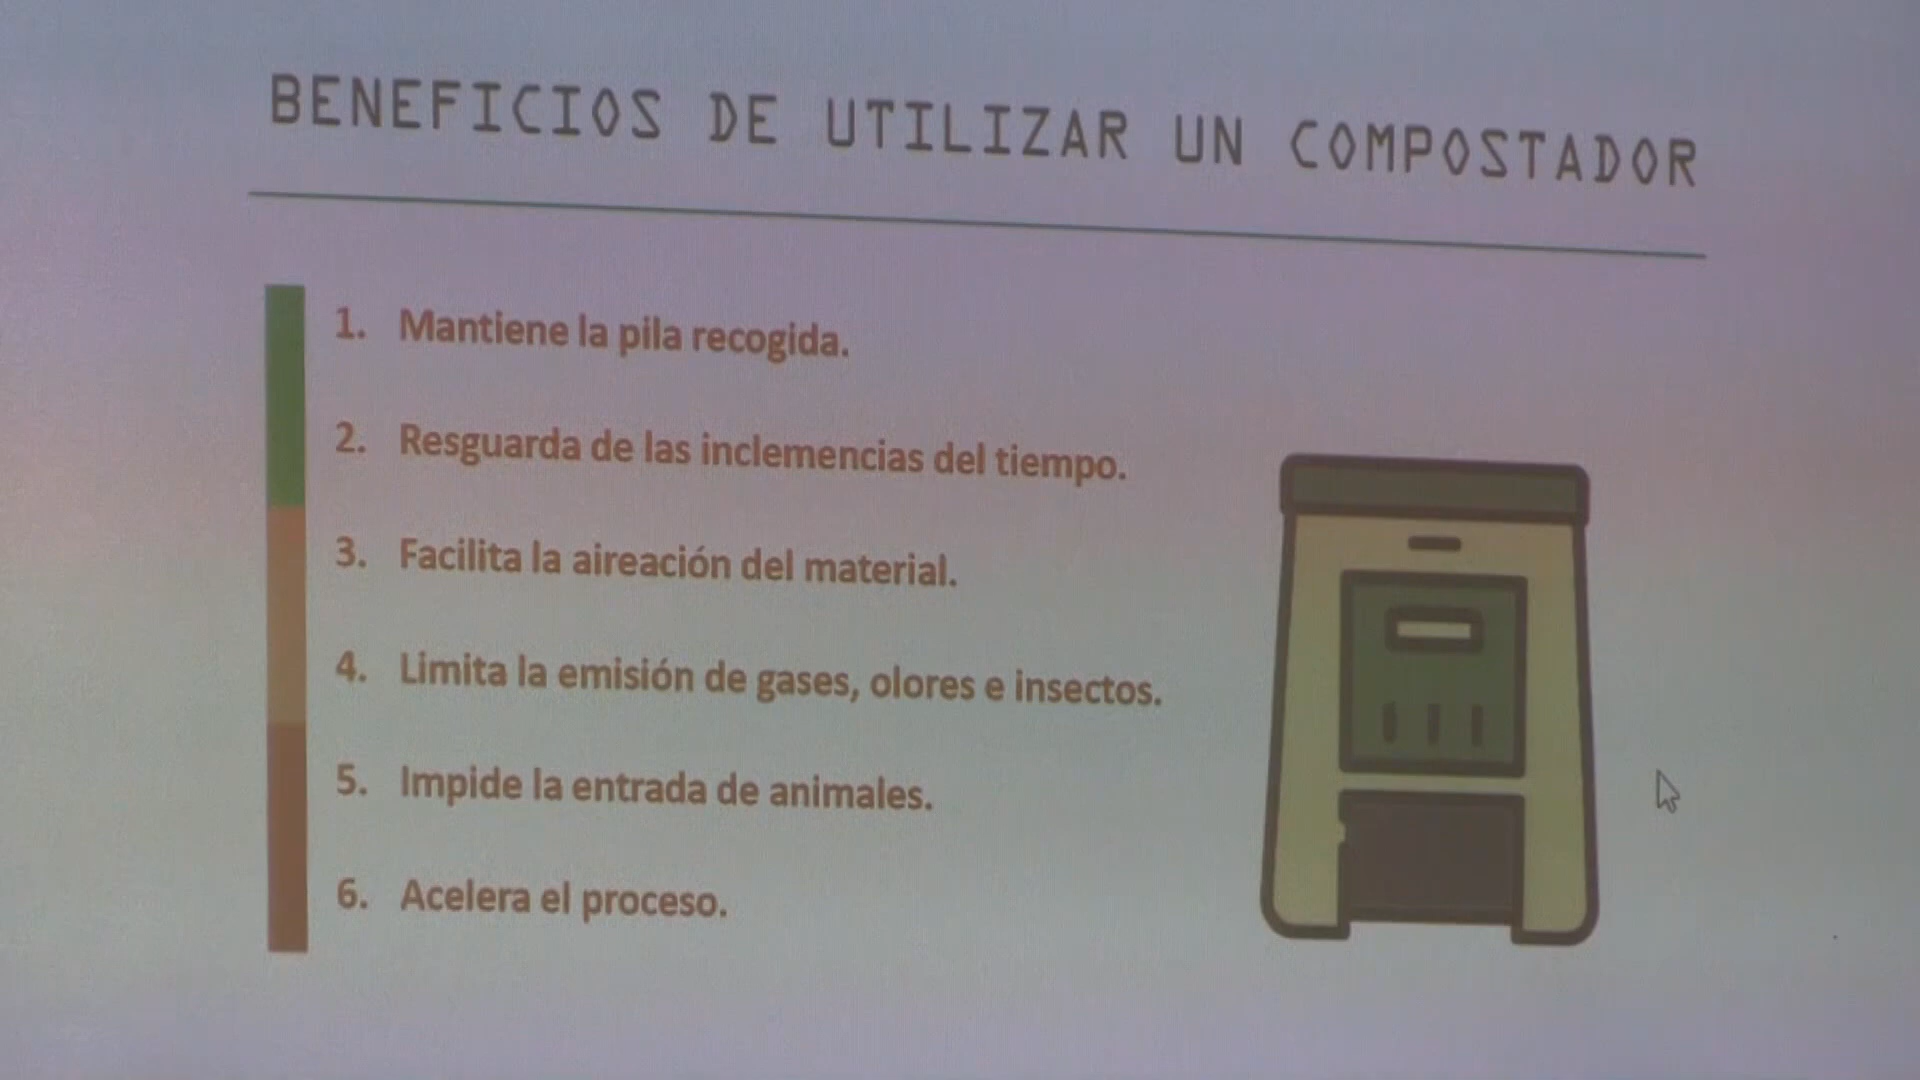 BENEFICIOS DE UTILIZAR UN COMPOSTADOR
1. Mantiene la pila recogida.
2. Resguarda de las inclemencias del tiempo.
3. Facilita la aireación del material.
4. Limita la emisión de gases, olores e insectos.
5. Impide la entrada de animales.
6. Acelera el proceso.